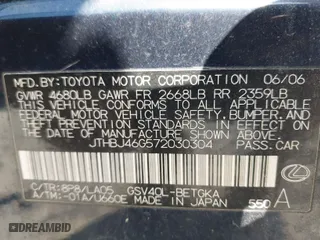 MFD.BY:TOYOTA MOTOR CORPORATION 06/06
GVWR 4680LB GAWR FR 2668LB RR 2359LB
THIS VEHICLE CONFORMS TO ALL APPLICABLE
FEDERAL MOTOR VEHICLE SAFETY, BUMPER, AND
THEFT PREVENTION STANDARDS IN EFFECT ON
THE DATE OF MANUFACTURE SHOWN ABOVE.
JTHBJ46G572030304 PASS.CAR
C/TR:8P8/LA05 GSV40L-BETGKA
A/TM:-01A/U660E MADE IN JAPAN 550 A